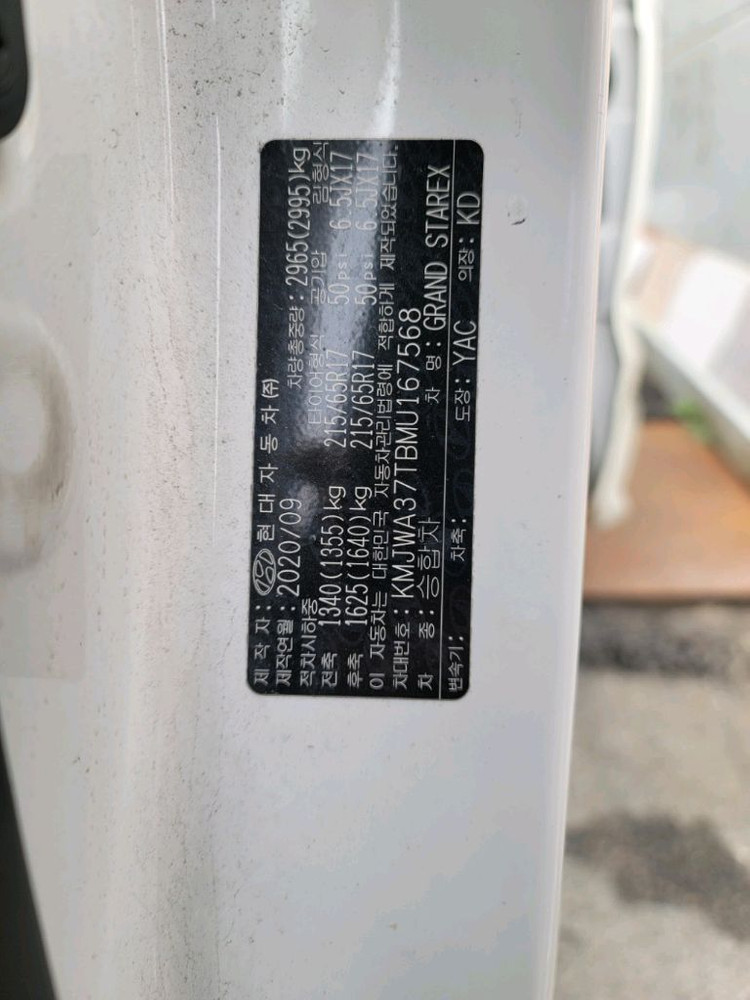 제 작 자: 현 대 자 동 차 ㈜
제작연월: 2020/09 차량총중량: 2965(2995)kg
적차시하중 타이어형식 공기압 림형식
전축 1340(1355)kg 215/65R17 50psi 6.5JX17
후축 1625(1640)kg 215/65R17 50psi 6.5JX17
이 자동차는 대한민국 자동차관리법령에 적합하게 제작되었습니다.
차대번호: KMJWA37TBMU167568
차 종: 승합차 차 명: GRAND STAREX
변속기: 차축: 도장: YAC 외장: KD